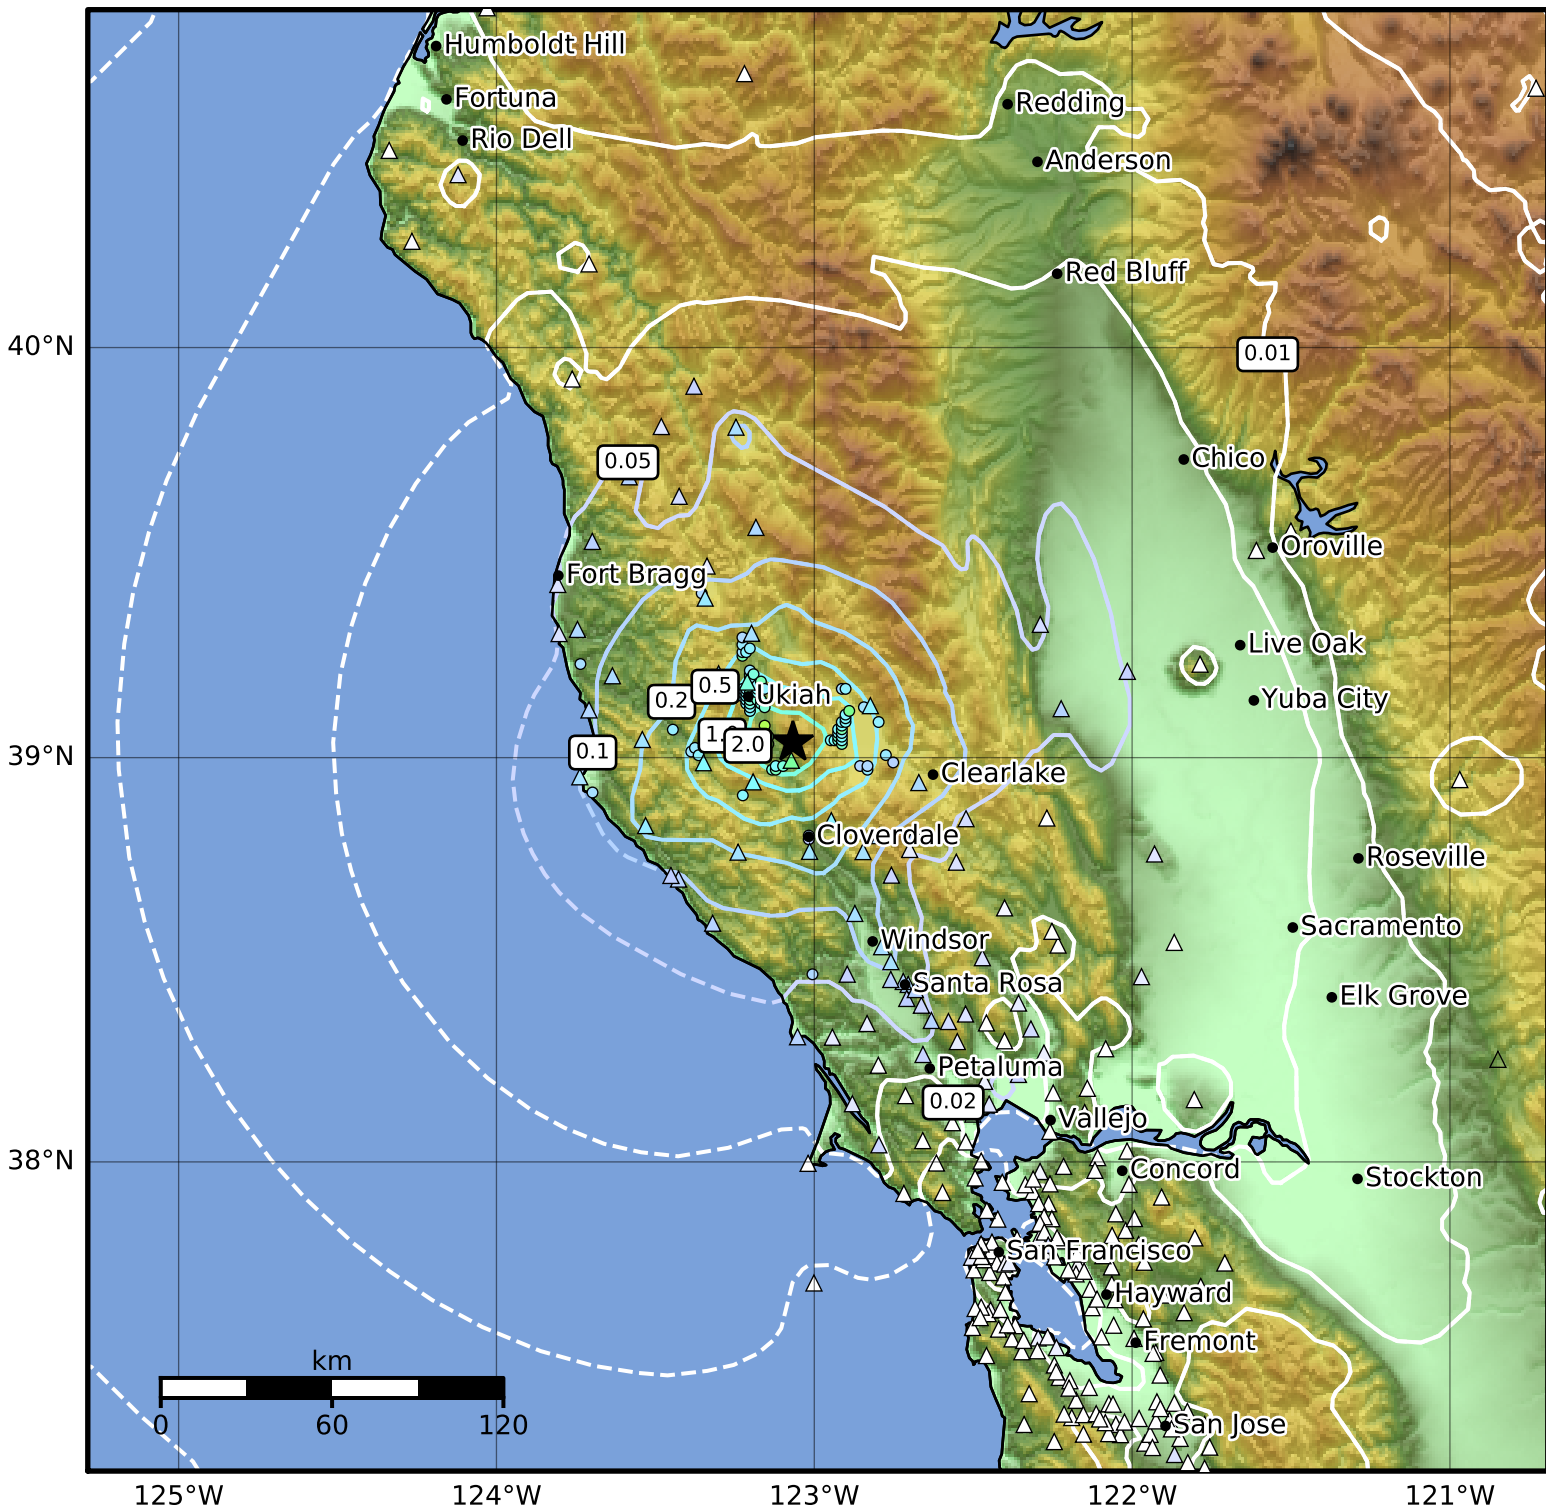 Humboldt Hill
Fortuna
Redding
Rio Dell
Anderson
Red Bluff
40°N
0.01
0.05
Chico
Oroville
Fort Bragg
Live Oak
0.5
Ukiah
0.2
Yuba City
2.0
0.1
39°N
Clearlake
Cloverdale
Roseville
Sacramento
Windsor
Santa Rosa
Elk Grove
Petaluma
0.02
Vallejo
38°N
Concord
Stockton
San Francisco
Hayward
Fremont
km
0 60 120
San Jose
125°W 124°W 123°W 122°W 121°W